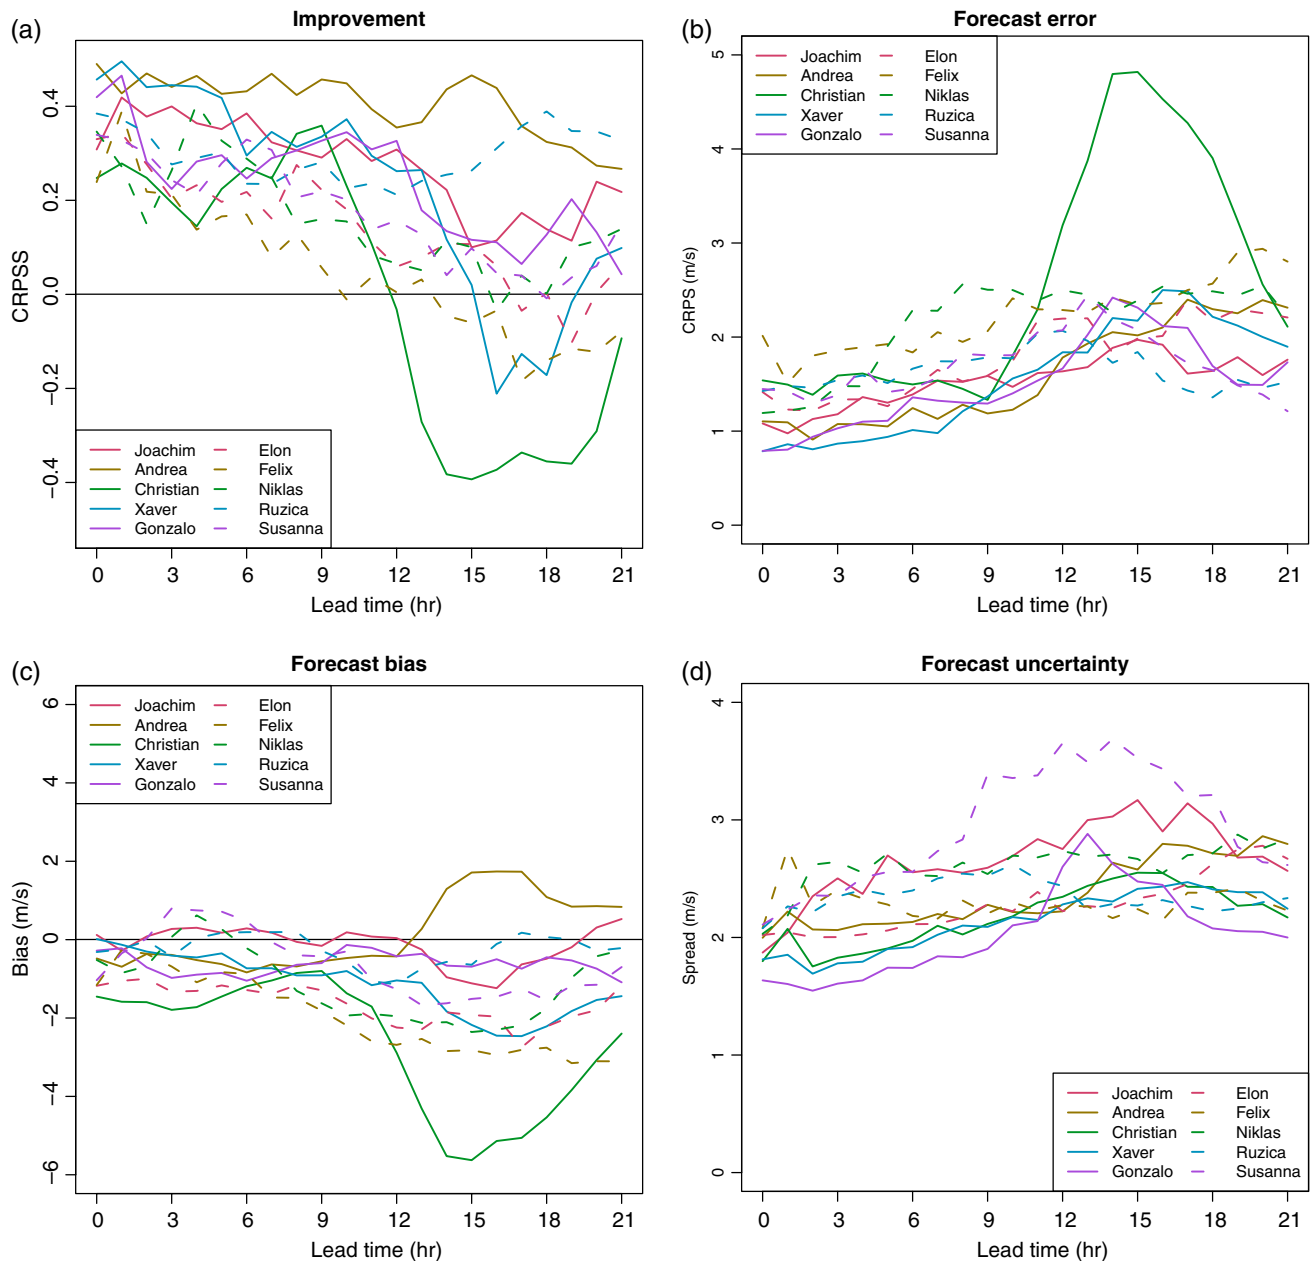 (a)
Improvement
CRPSS
0.4
0.2
0.0
−0.2
−0.4
Joachim Elon
Andrea Felix
Christian Niklas
Xaver Ruzica
Gonzalo Susanna
0 3 6 9 12 15 18 21
Lead time (hr)
(b)
Forecast error
CRPS (m/s)
5
4
3
2
1
0
Joachim Elon
Andrea Felix
Christian Niklas
Xaver Ruzica
Gonzalo Susanna
0 3 6 9 12 15 18 21
Lead time (hr)
(c)
Forecast bias
Bias (m/s)
6
4
2
0
−2
−4
−6
Joachim Elon
Andrea Felix
Christian Niklas
Xaver Ruzica
Gonzalo Susanna
0 3 6 9 12 15 18 21
Lead time (hr)
(d)
Forecast uncertainty
Spread (m/s)
4
3
2
1
0
Joachim Elon
Andrea Felix
Christian Niklas
Xaver Ruzica
Gonzalo Susanna
0 3 6 9 12 15 18 21
Lead time (hr)